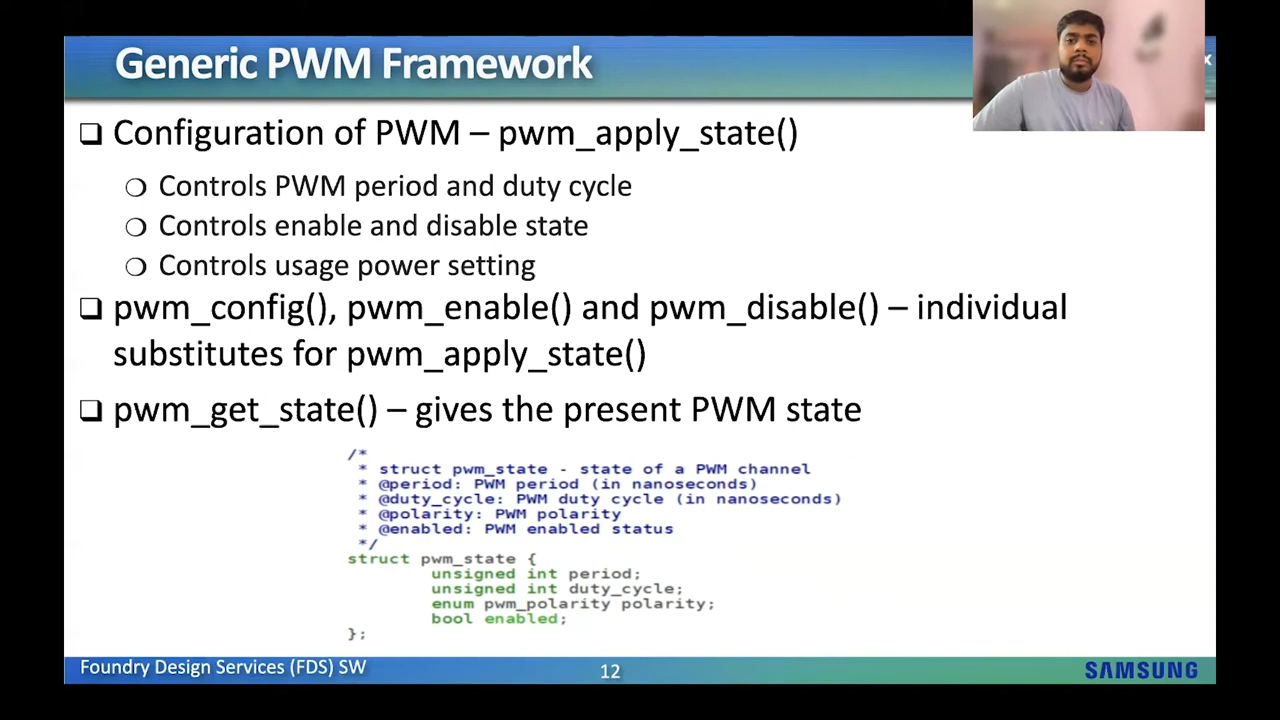 Generic PWM Framework
x
❑ Configuration of PWM – pwm_apply_state()
❍ Controls PWM period and duty cycle
❍ Controls enable and disable state
❍ Controls usage power setting
❑ pwm_config(), pwm_enable() and pwm_disable() – individual
substitutes for pwm_apply_state()
❑ pwm_get_state() – gives the present PWM state
/*
* struct pwm_state - state of a PWM channel
* @period: PWM period (in nanoseconds)
* @duty_cycle: PWM duty cycle (in nanoseconds)
* @polarity: PWM polarity
* @enabled: PWM enabled status
*/
struct pwm_state {
unsigned int period;
unsigned int duty_cycle;
enum pwm_polarity polarity;
bool enabled;
};
Foundry Design Services (FDS) SW
12
SAMSUNG